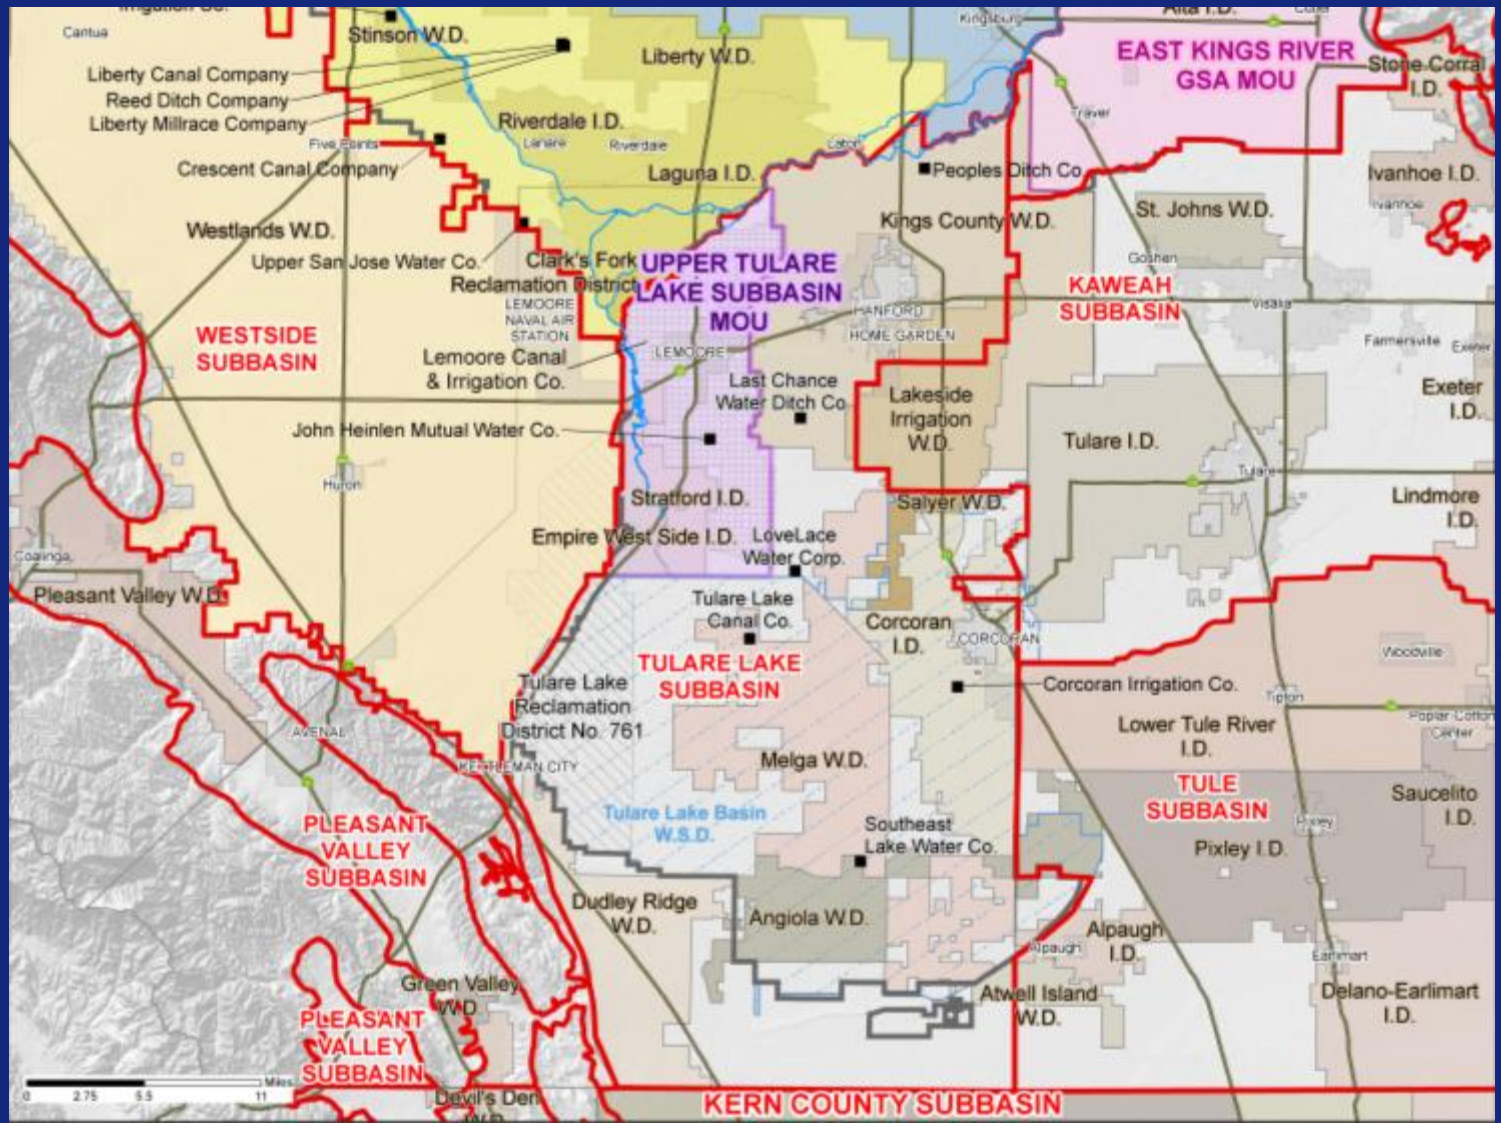 Cantua
Stinson W.D.
Liberty W.D.
Kingsburg
Alta I.D.
EAST KINGS RIVER
GSA MOU
Stone Corral
I.D.
Liberty Canal Company
Reed Ditch Company
Liberty Millrace Company
Riverdale I.D.
Traver
Five Points
Lanare
Riverdale
Laton
Crescent Canal Company
Laguna I.D.
Peoples Ditch Co.
Ivanhoe I.D.
Ivanhoe
Westlands W.D.
Kings County W.D.
St. Johns W.D.
Upper San Jose Water Co.
Clark's Fork
Reclamation District
UPPER TULARE
LAKE SUBBASIN
MOU
Goshen
KAWEAH
SUBBASIN
Visalia
LEMOORE
NAVAL AIR
STATION
HANFORD
HOME GARDEN
WESTSIDE
SUBBASIN
Farmersville
Exeter
Lemoore Canal
& Irrigation Co.
LEMOORE
Last Chance
Water Ditch Co.
Lakeside
Irrigation
W.D.
Exeter
I.D.
John Heinlen Mutual Water Co.
Tulare I.D.
Tulare
Huron
Stratford I.D.
Salyer W.D.
Lindmore
I.D.
Empire West Side I.D.
LoveLace
Water Corp.
Coalinga
Pleasant Valley W.D.
Tulare Lake
Canal Co.
Corcoran
I.D.
CORCORAN
Woodville
TULARE LAKE
SUBBASIN
Tulare Lake
Reclamation
District No. 761
Corcoran Irrigation Co.
Tipton
Lower Tule River
I.D.
Poplar-Cotton
Center
AVENAL
KETTLEMAN CITY
Melga W.D.
TULE
SUBBASIN
Saucelito
I.D.
Tulare Lake Basin
W.S.D.
Southeast
Lake Water Co.
Pixley
Pixley I.D.
PLEASANT
VALLEY
SUBBASIN
Dudley Ridge
W.D.
Angiola W.D.
Alpaugh
Alpaugh
I.D.
Earlimart
Green Valley
W.D.
Atwell Island
W.D.
Delano-Earlimart
I.D.
PLEASANT
VALLEY
SUBBASIN
Miles
0 2.75 5.5 11
Devil's Den
W.D.
KERN COUNTY SUBBASIN